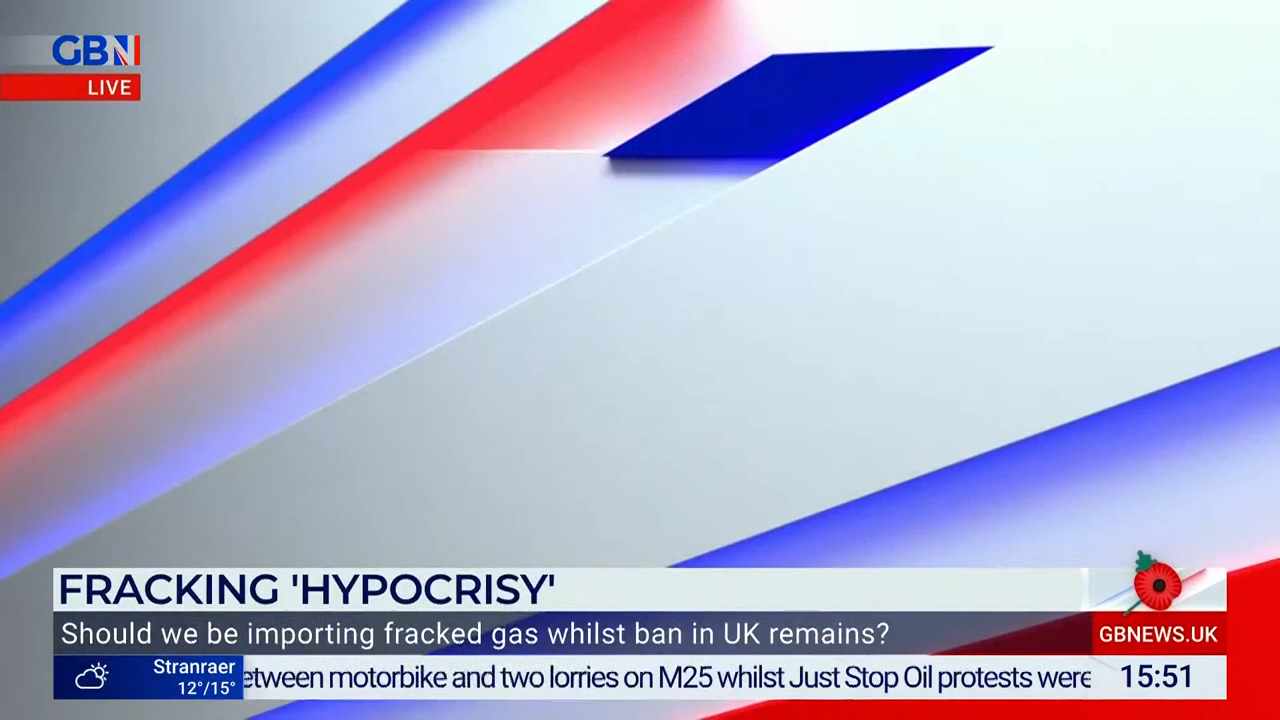 GBN
LIVE
FRACKING 'HYPOCRISY'
Should we be importing fracked gas whilst ban in UK remains?
GBNEWS.UK
Stranraer
12°/15°
etween motorbike and two lorries on M25 whilst Just Stop Oil protests were
15:51